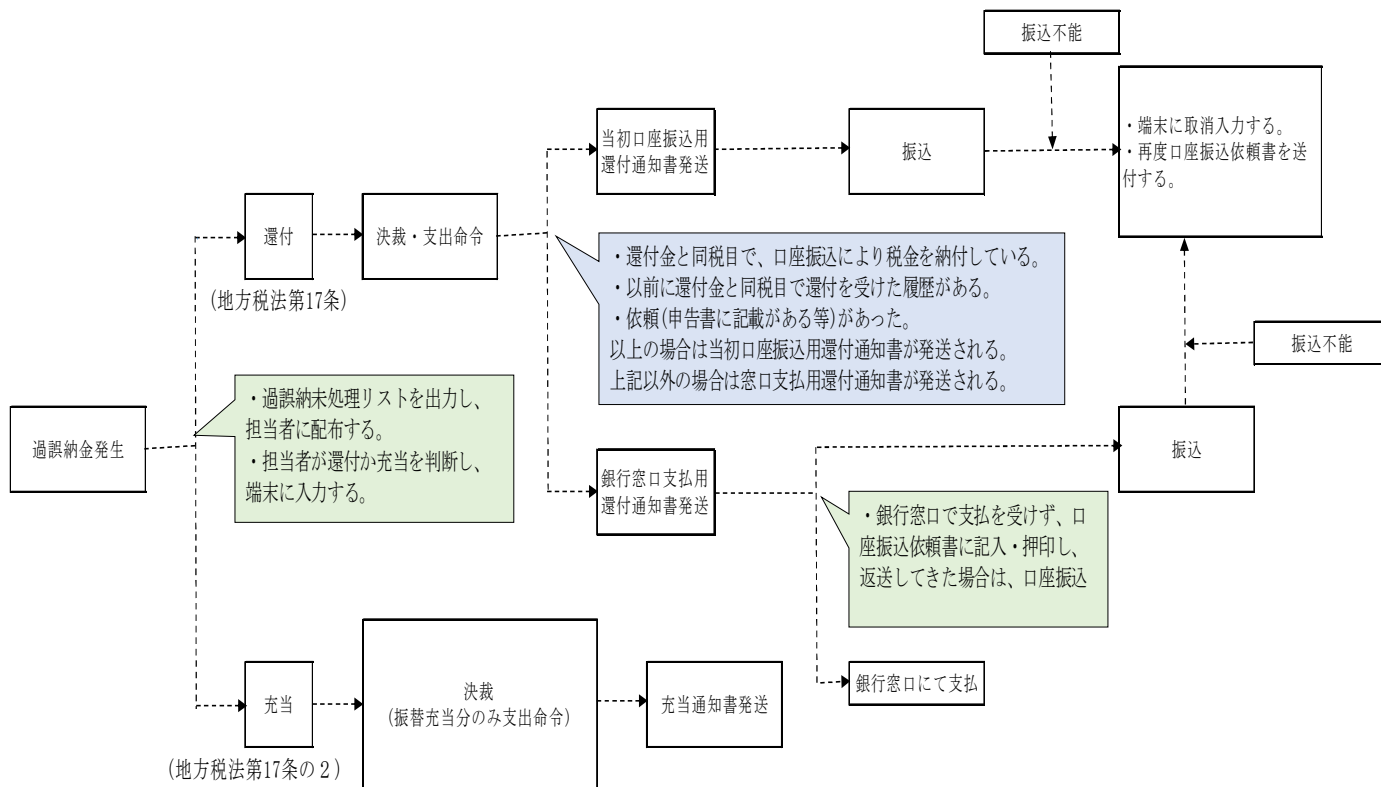 振込不能
当初口座振込用
還付通知書発送
振込
・端末に取消入力する。
・再度口座振込依頼書を送
付する。
還付
決裁・支出命令
(地方税法第17条)
・還付金と同税目で、口座振込により税金を納付している。
・以前に還付金と同税目で還付を受けた履歴がある。
・依頼(申告書に記載がある等)があった。
以上の場合は当初口座振込用還付通知書が発送される。
上記以外の場合は窓口支払用還付通知書が発送される。
振込不能
過誤納金発生
・過誤納未処理リストを出力し、
担当者に配布する。
・担当者が還付か充当を判断し、
端末に入力する。
銀行窓口支払用
還付通知書発送
振込
・銀行窓口で支払を受けず、口
座振込依頼書に記入・押印し、
返送してきた場合は、口座振込
銀行窓口にて支払
充当
決裁
(振替充当分のみ支出命令)
充当通知書発送
(地方税法第17条の２)